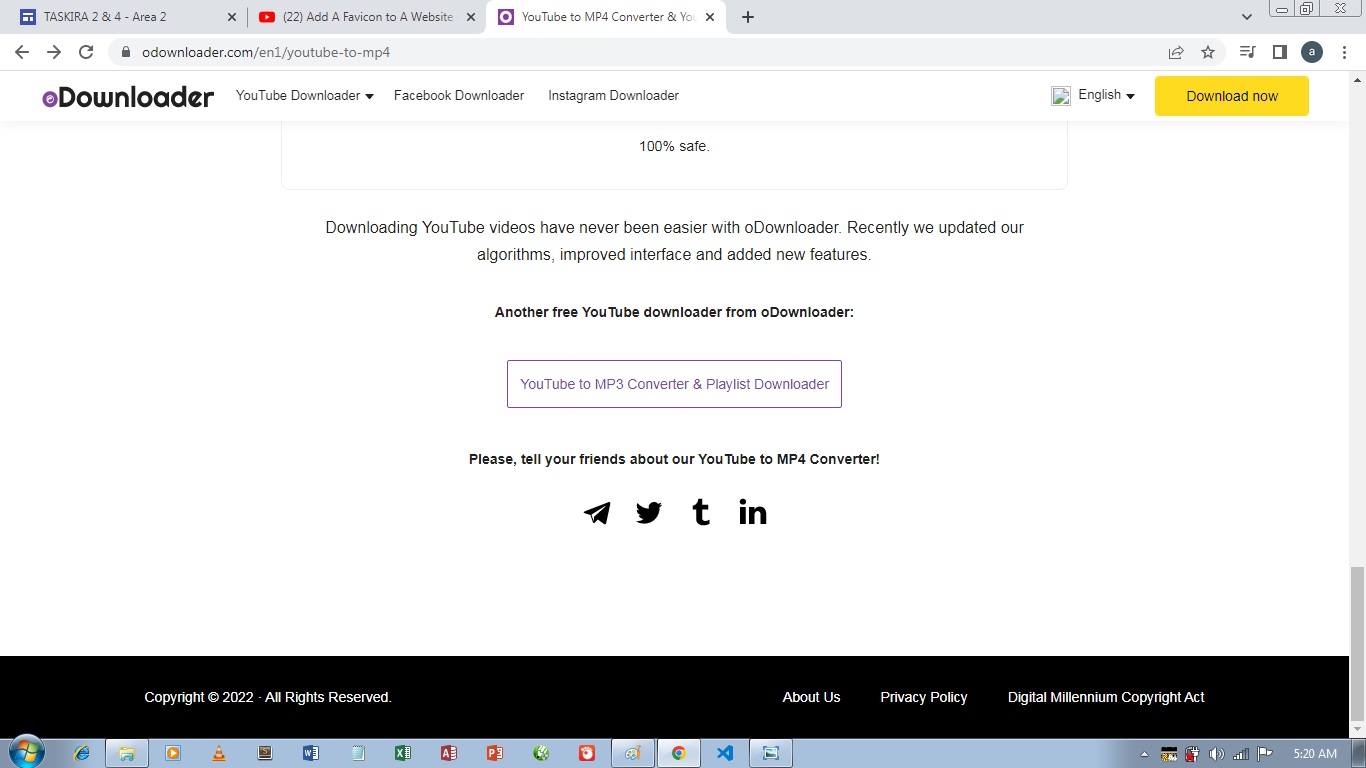 TASKIRA 2 & 4 - Area 2
(22) Add A Favicon to A Website
YouTube to MP4 Converter & You
odownloader.com/en1/youtube-to-mp4
a
oDownloader
YouTube Downloader
Facebook Downloader
Instagram Downloader
English
Download now
100% safe.
Downloading YouTube videos have never been easier with oDownloader. Recently we updated our
algorithms, improved interface and added new features.
Another free YouTube downloader from oDownloader:
YouTube to MP3 Converter & Playlist Downloader
Please, tell your friends about our YouTube to MP4 Converter!
Copyright © 2022 · All Rights Reserved.
About Us
Privacy Policy
Digital Millennium Copyright Act
5:20 AM